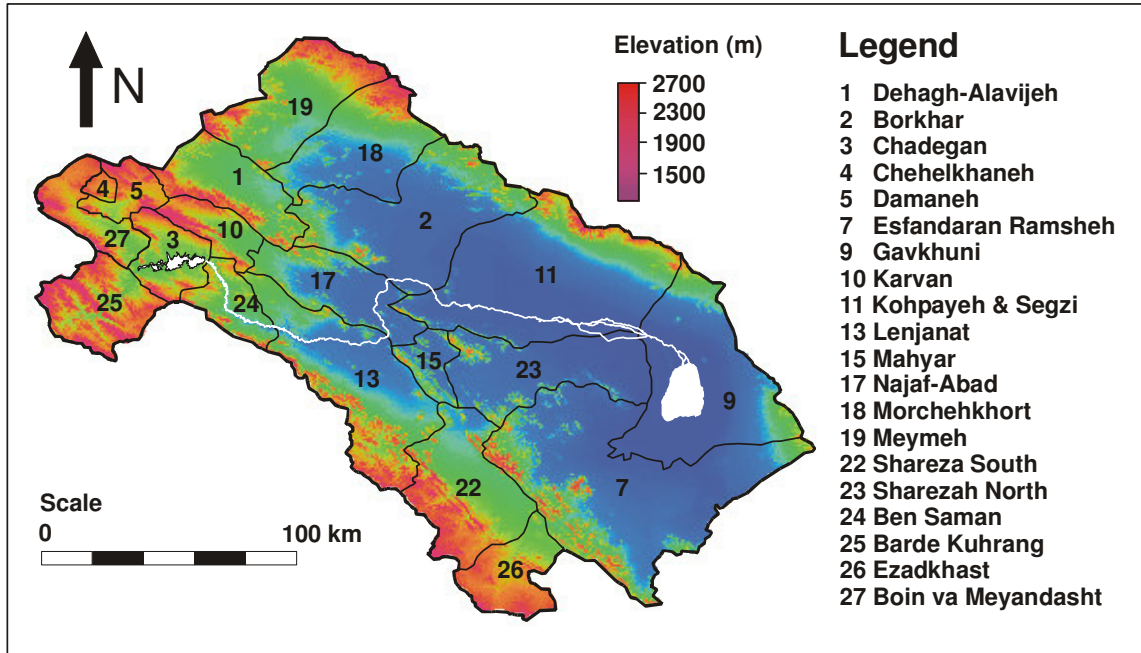 N
Elevation (m)
2700
2300
1900
1500
Legend
1 Dehagh-Alavijeh
2 Borkhar
3 Chadegan
4 Chehelkhaneh
5 Damaneh
7 Esfandaran Ramsheh
9 Gavkhuni
10 Karvan
11 Kohpayeh & Segzi
13 Lenjanat
15 Mahyar
17 Najaf-Abad
18 Morchehkhort
19 Meymeh
22 Shareza South
23 Sharezah North
24 Ben Saman
25 Barde Kuhrang
26 Ezadkhast
27 Boin va Meyandasht
19
18
1
4
5
2
10
3
27
11
17
25
24
15
13
23
9
22
7
26
Scale
0 100 km